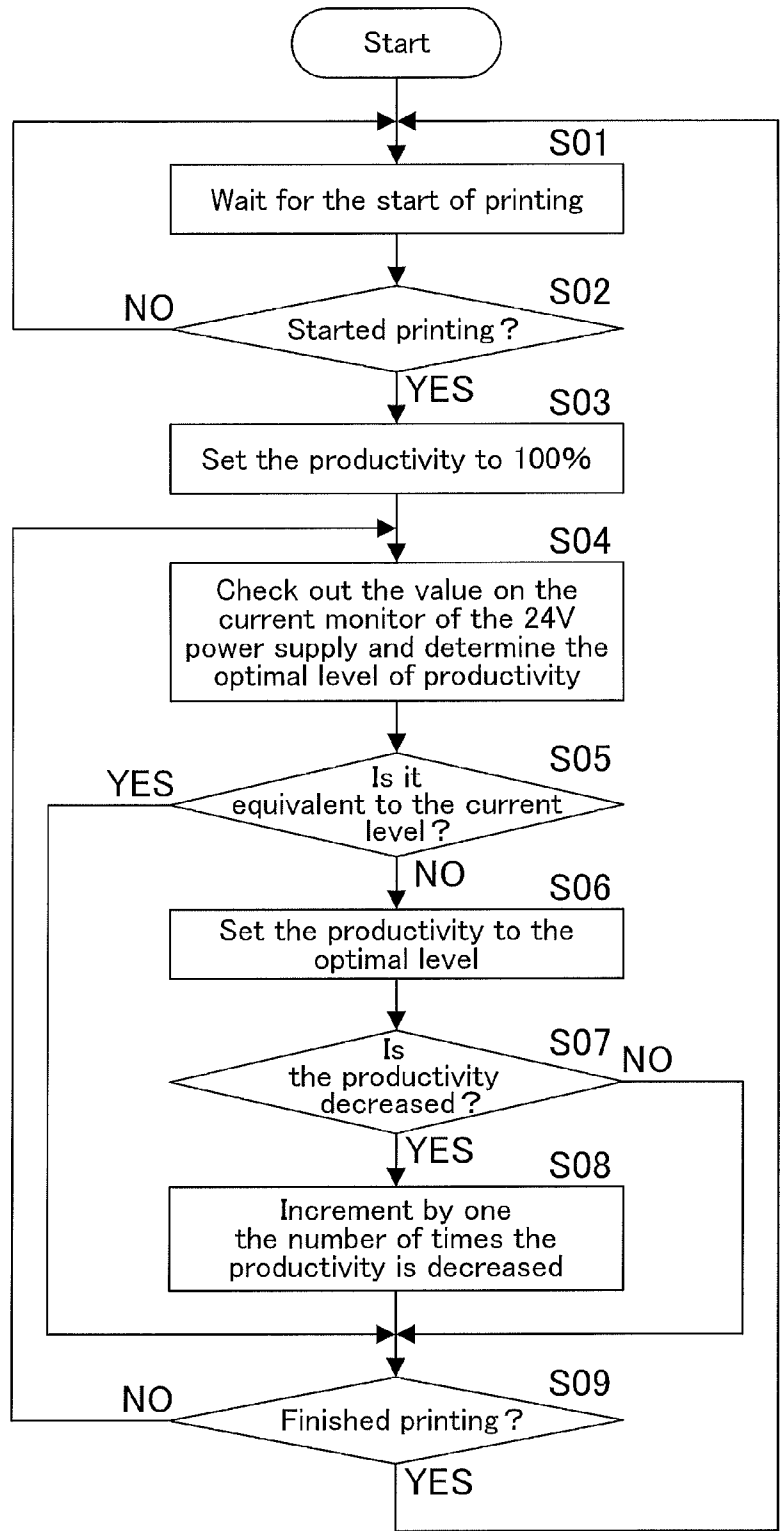 Start
S01
Wait for the start of printing
S02
NO
Started printing?
YES
S03
Set the productivity to 100%
S04
Check out the value on the
current monitor of the 24V
power supply and determine the
optimal level of productivity
S05
YES
Is it
equivalent to the current
level?
NO
S06
Set the productivity to the
optimal level
S07
NO
Is
the productivity
decreased?
YES
S08
Increment by one
the number of times the
productivity is decreased
S09
NO
Finished printing?
YES